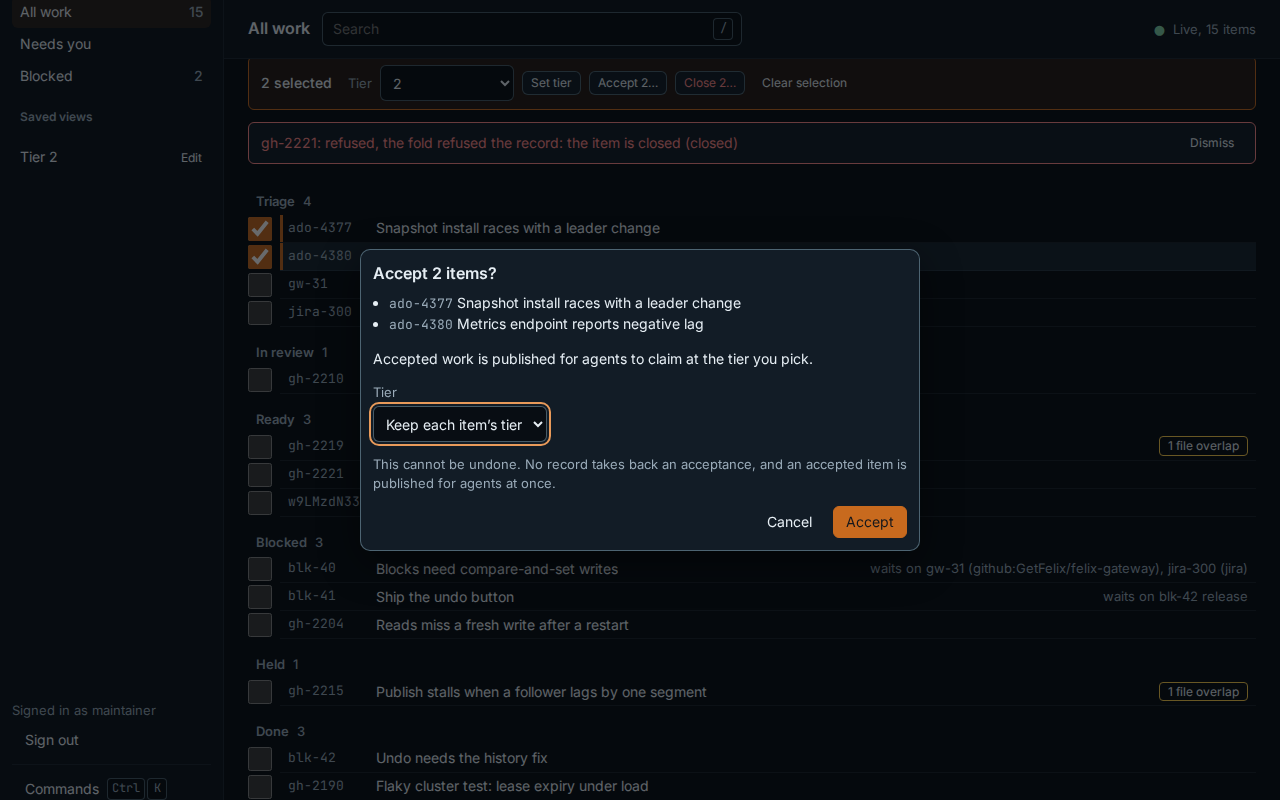 All work 15
Needs you
Blocked 2
Saved views
Tier 2 Edit
Signed in as maintainer
Sign out
Commands Ctrl K
All work Search / Live, 15 items
2 selected Tier 2 Set tier Accept 2… Close 2… Clear selection
gh-2221: refused, the fold refused the record: the item is closed (closed) Dismiss
Triage 4
ado-4377 Snapshot install races with a leader change
ado-4380
gw-31
jira-300
In review 1
gh-2210
Ready 3
gh-2219 1 file overlap
gh-2221
w9LMzdN33
Blocked 3
blk-40 Blocks need compare-and-set writes waits on gw-31 (github:GetFelix/felix-gateway), jira-300 (jira)
blk-41 Ship the undo button waits on blk-42 release
gh-2204 Reads miss a fresh write after a restart
Held 1
gh-2215 Publish stalls when a follower lags by one segment 1 file overlap
Done 3
blk-42 Undo needs the history fix
gh-2190 Flaky cluster test: lease expiry under load
Accept 2 items?
• ado-4377 Snapshot install races with a leader change
• ado-4380 Metrics endpoint reports negative lag
Accepted work is published for agents to claim at the tier you pick.
Tier
Keep each item’s tier
This cannot be undone. No record takes back an acceptance, and an accepted item is
published for agents at once.
Cancel Accept